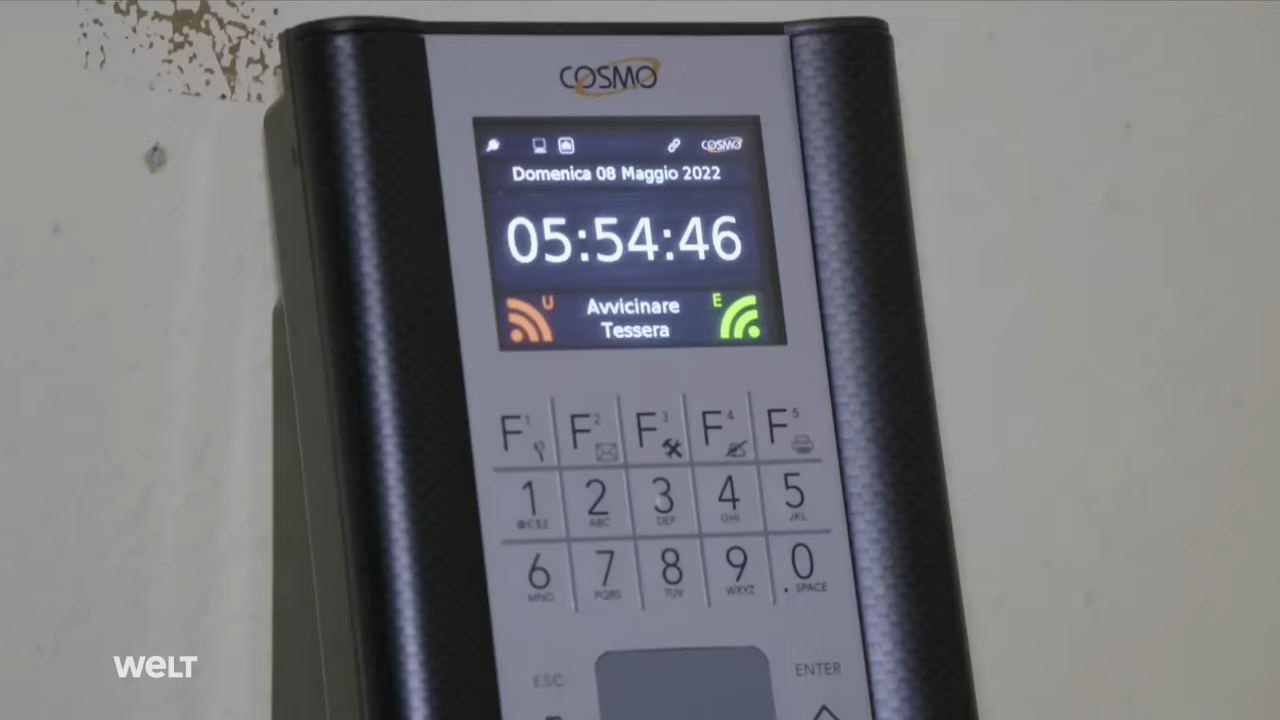 COSMO
COSMO
Domenica 08 Maggio 2022
05:54:46
U Avvicinare E
Tessera
F1 F2 F3 F4 F5
1 2 3 4 5
@€$£ ABC DEF GHI JKL
6 7 8 9 0
MNO PQRS TUV WXYZ . SPACE
ESC ENTER
WELT